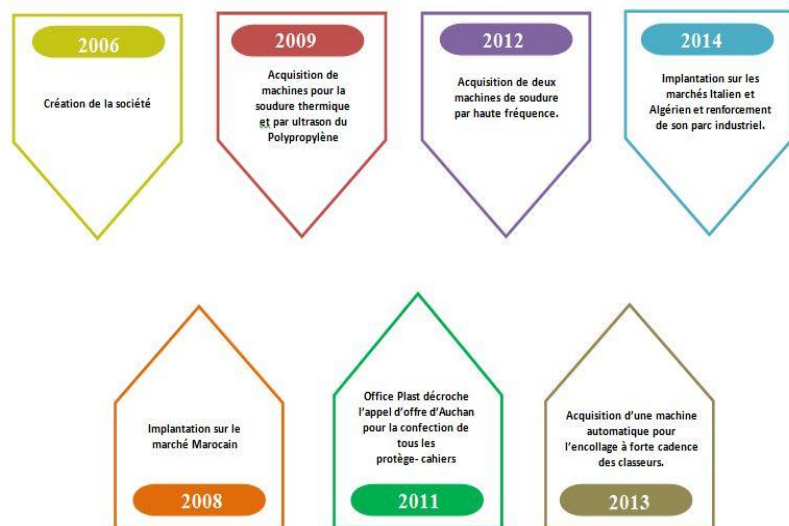 2006
Création de la société
2009
Acquisition de
machines pour la
soudure thermique
et par ultrason du
Polypropylène
2012
Acquisition de deux
machines de soudure
par haute fréquence.
2014
Implantation sur les
marchés Italien et
Algérien et renforcement
de son parc industriel.
Implantation sur le
marché Marocain
2008
Office Plast décroche
l'appel d'offre d'Auchan
pour la confection de
tous les
protège- cahiers
2011
Acquisition d'une machine
automatique pour
l'encollage à forte cadence
des classeurs.
2013